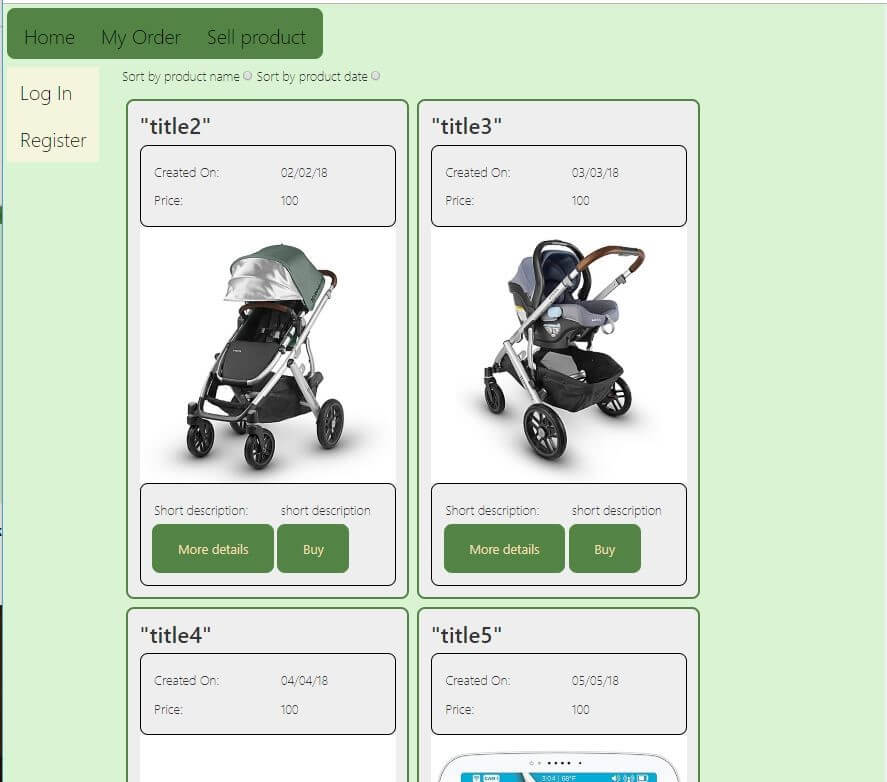 Home My Order Sell product
Log In
Register
Sort by product name Sort by product date
"title2"
Created On: 02/02/18
Price: 100
Short description: short description
More details Buy
"title3"
Created On: 03/03/18
Price: 100
Short description: short description
More details Buy
"title4"
Created On: 04/04/18
Price: 100
"title5"
Created On: 05/05/18
Price: 100
3:04 | 68°F